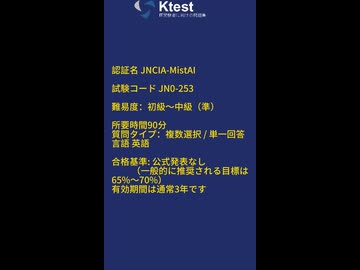 Ktest
認証名 JNCIA-MistAI
試験コード JN0-253
難易度：初級～中級（準）
所要時間90分
質問タイプ：複数選択 / 単一回答
言語 英語
合格基準: 公式発表なし
（一般的に推奨される目標は
65%～70%）
有効期間は通常3年です